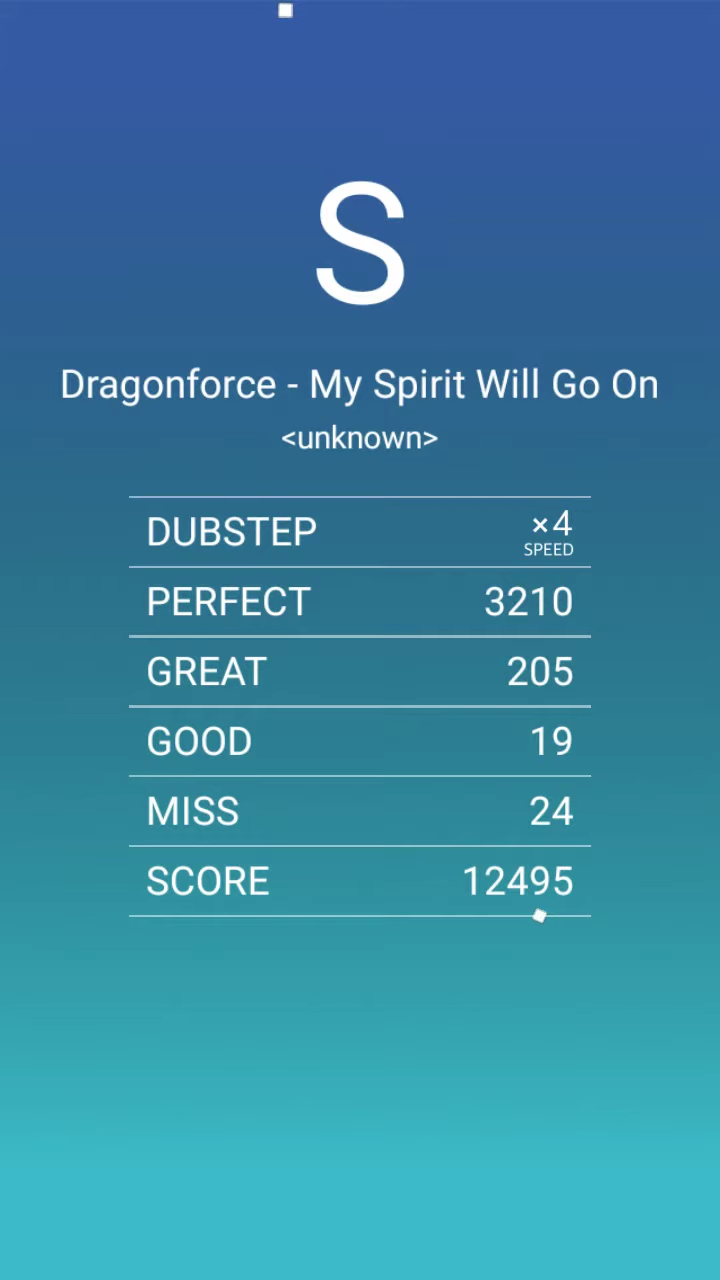 S
Dragonforce - My Spirit Will Go On
<unknown>
DUBSTEP ×4
SPEED
PERFECT 3210
GREAT 205
GOOD 19
MISS 24
SCORE 12495